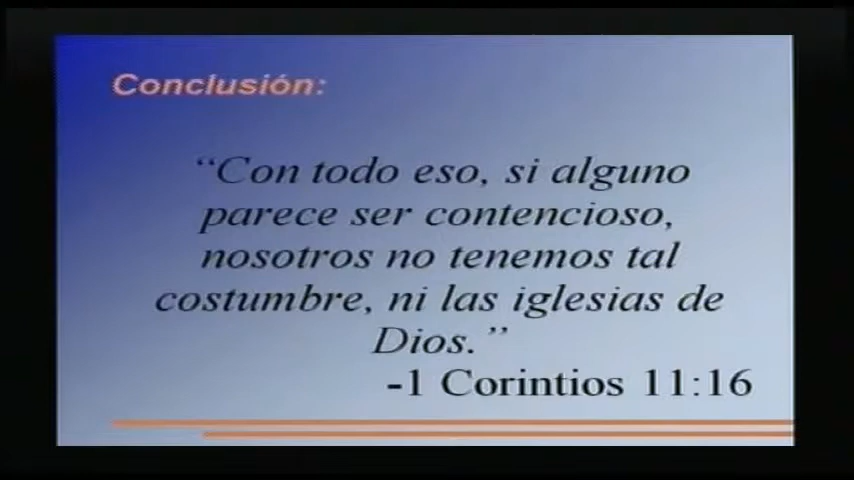 Conclusión:
“Con todo eso, si alguno
parece ser contencioso,
nosotros no tenemos tal
costumbre, ni las iglesias de
Dios.”
-1 Corintios 11:16